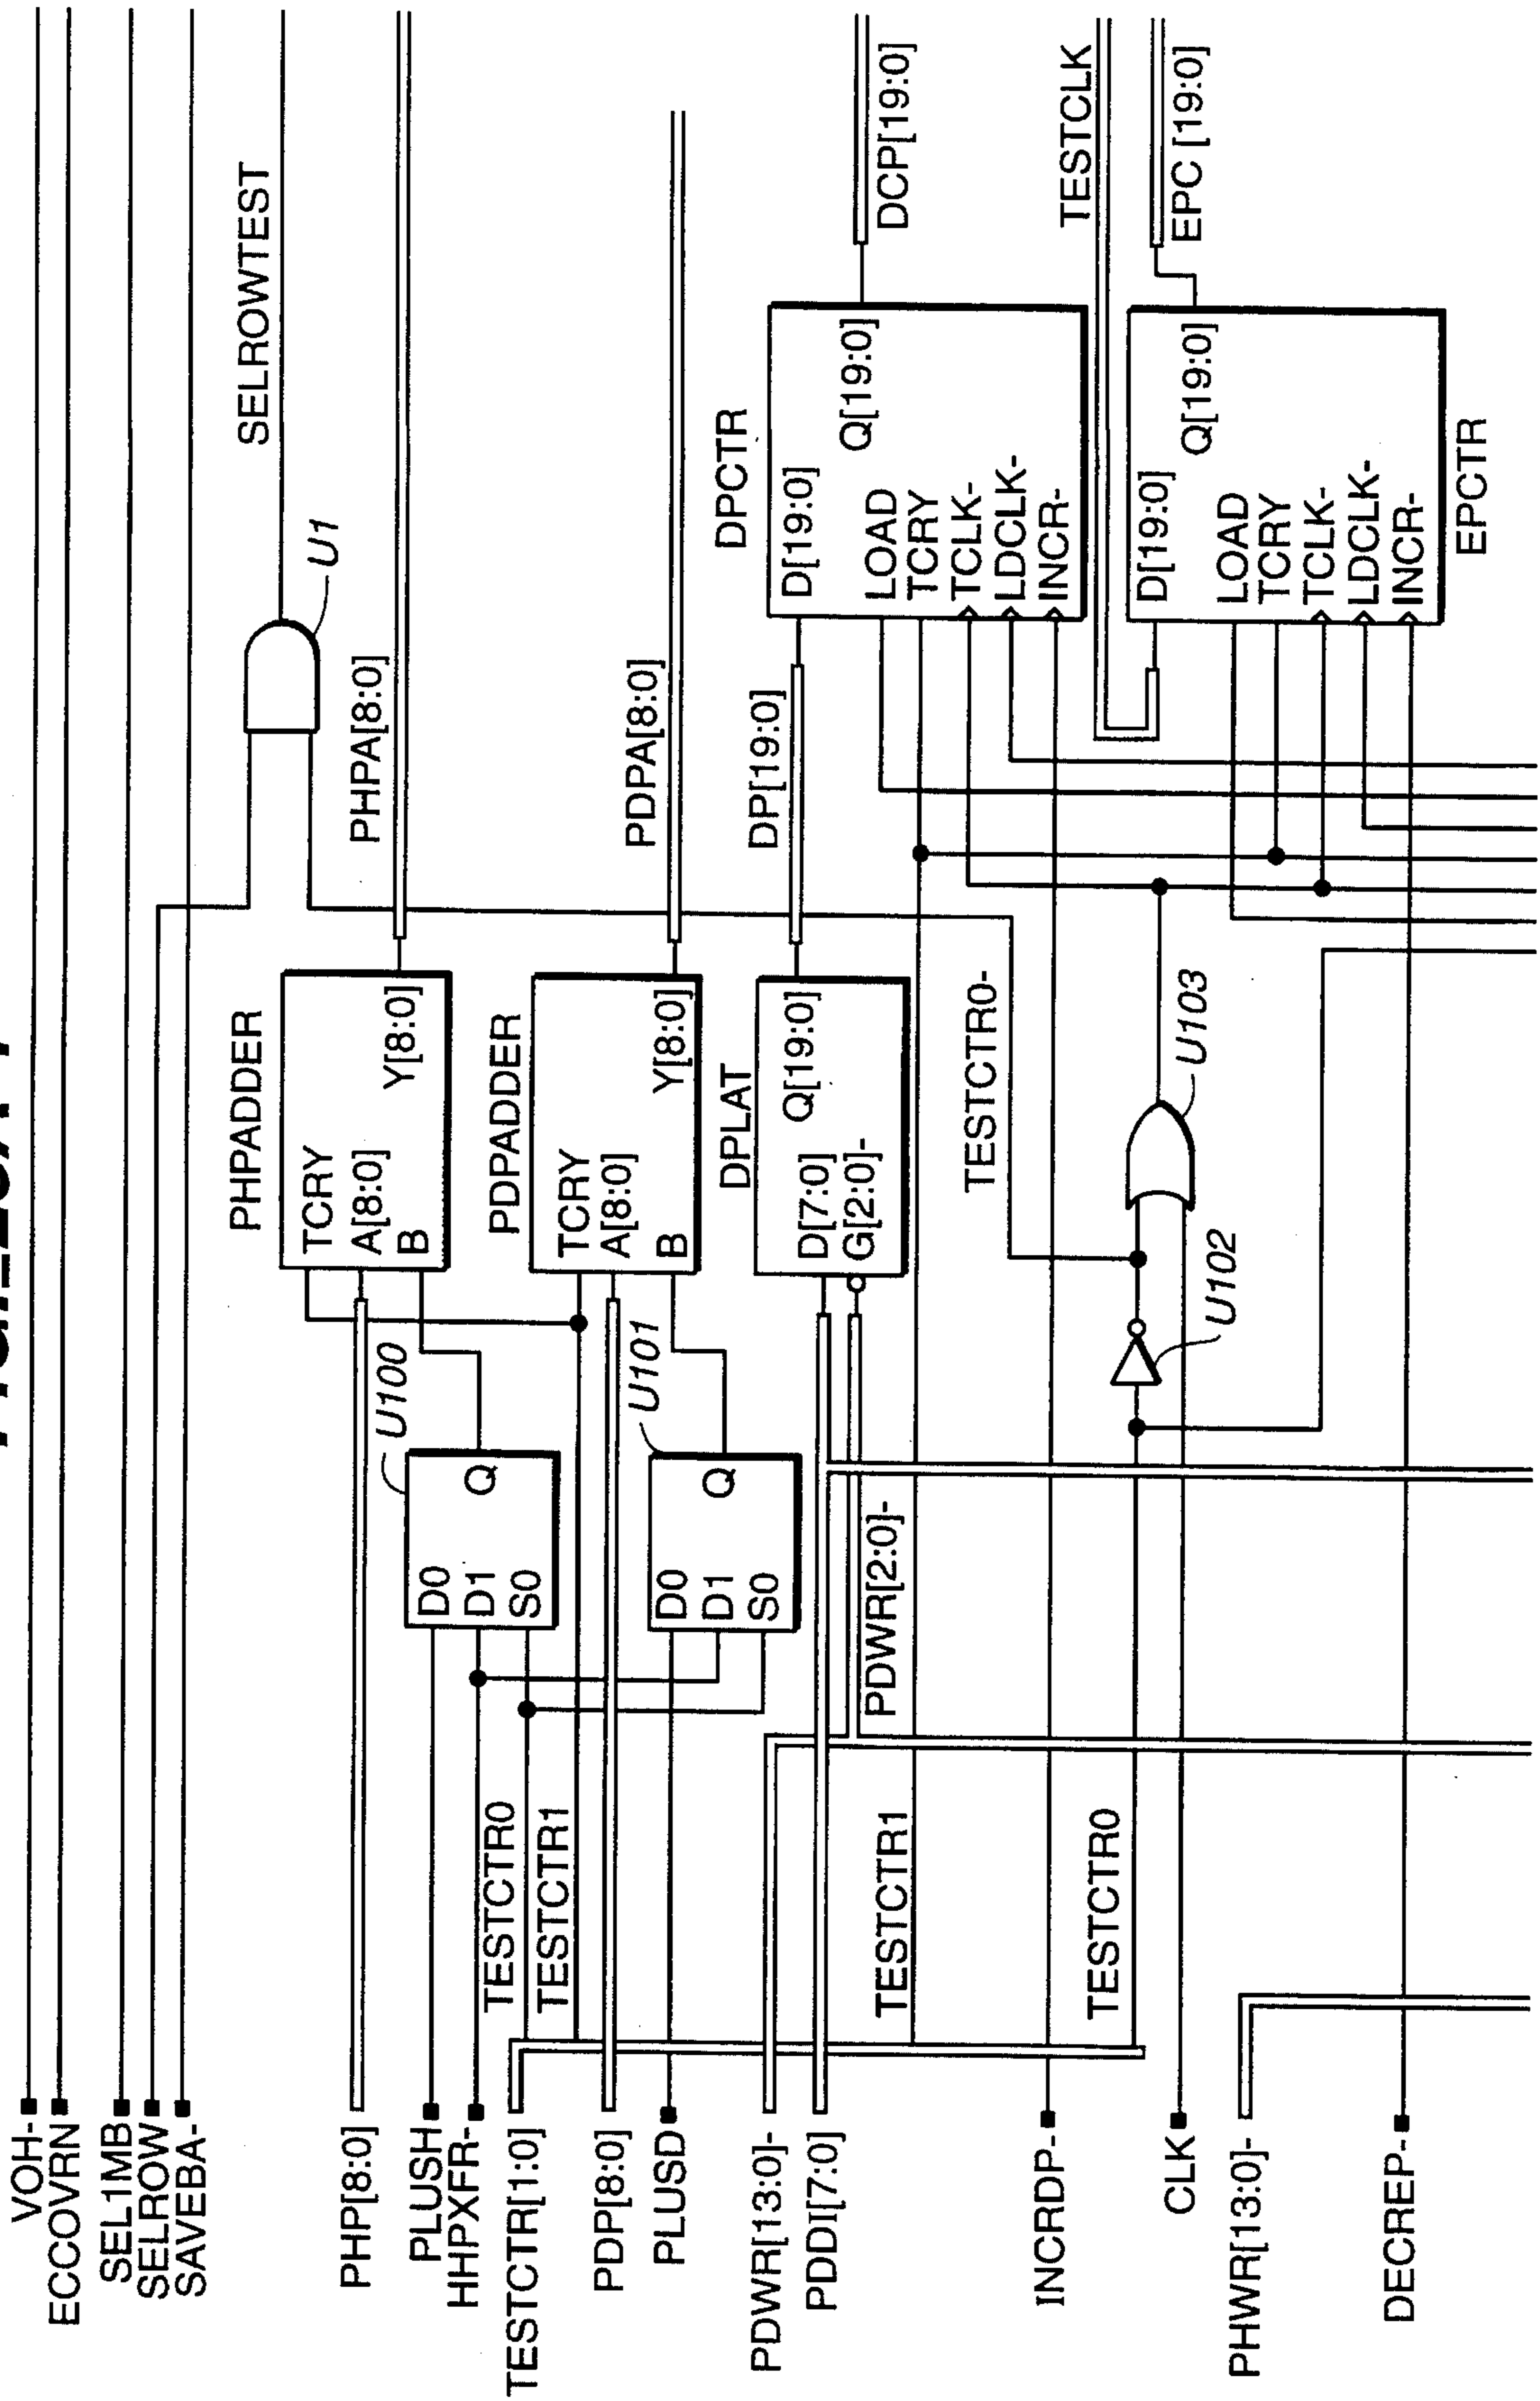 VOH-
ECCOVRN
SEL1MB
SELROW
SAVEBA-
SELROWTEST
U1
PHP[8:0]
PLUSH
HHPXFR-
TESTCTR[1:0]
TESTCTR0
TESTCTR1
U100
D0
D1
S0
Q
PHPADDER
TCRY
A[8:0]
B
Y[8:0]
PHPA[8:0]
PDP[8:0]
PLUSD
U101
D0
D1
S0
Q
PDPADDER
TCRY
A[8:0]
B
Y[8:0]
PDPA[8:0]
PDWR[13:0]-
PDDI[7:0]
PDWR[2:0]-
DPLAT
D[7:0]
G[2:0]-
Q[19:0]
DP[19:0]
DPCTR
D[19:0]
Q[19:0]
LOAD
TCRY
TCLK-
LDCLK-
INCR-
DCP[19:0]
TESTCTR1
TESTCTR0-
INCRDP-
TESTCTR0
CLK
U102
U103
TESTCLK
PHWR[13:0]-
DECREP-
D[19:0]
Q[19:0]
LOAD
TCRY
TCLK-
LDCLK-
INCR-
EPCTR
EPC [19:0]